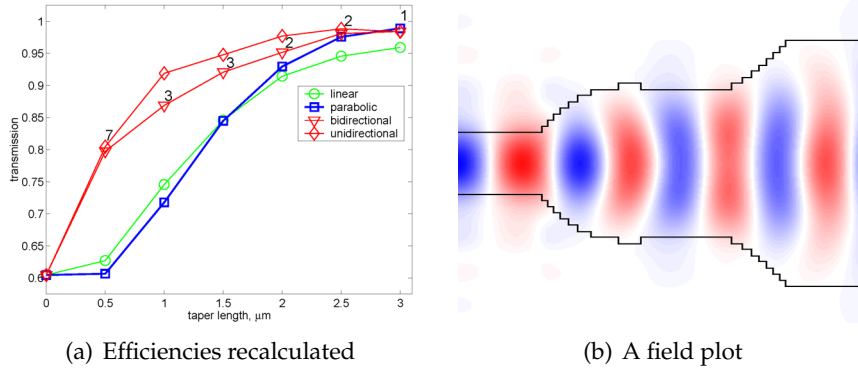 1
0.95
0.9
0.85
0.8
0.75
0.7
0.65
0.6
transmission
0 0.5 1 1.5 2 2.5 3
taper length, μm
7
3
3
2
2
1
linear
parabolic
bidirectional
unidirectional
(a) Efficiencies recalculated
(b) A field plot